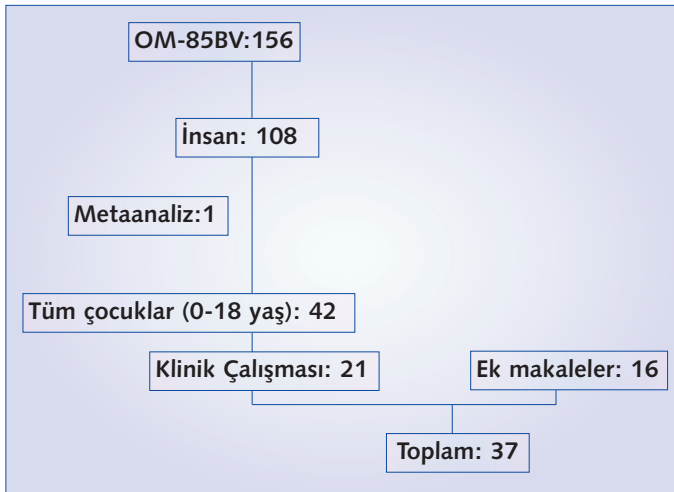 OM-85BV:156
İnsan: 108
Metaanaliz:1
Tüm çocuklar (0-18 yaş): 42
Klinik Çalışması: 21
Ek makaleler: 16
Toplam: 37